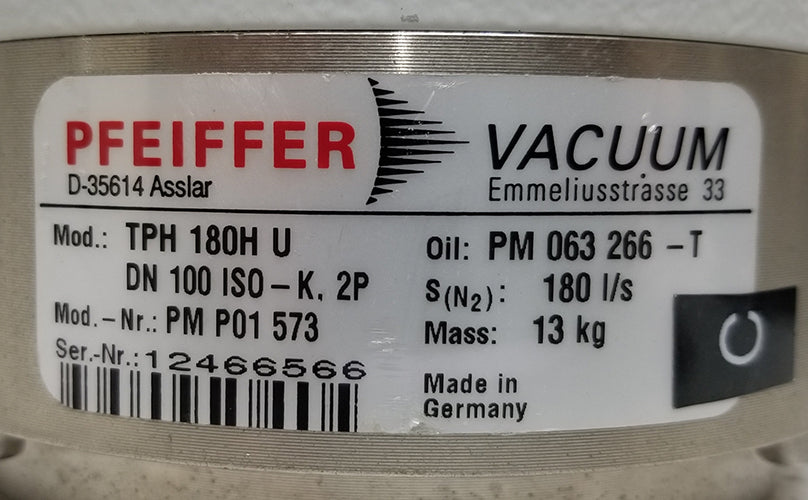 PFEIFFER VACUUM
D-35614 Asslar Emmeliusstrasse 33
Mod.: TPH 180H U
DN 100 ISO – K, 2P
Mod.–Nr.: PM P01 573
Ser.-Nr.: 12466566
Oil: PM 063 266 –T
S(N₂): 180 l/s
Mass: 13 kg
Made in
Germany